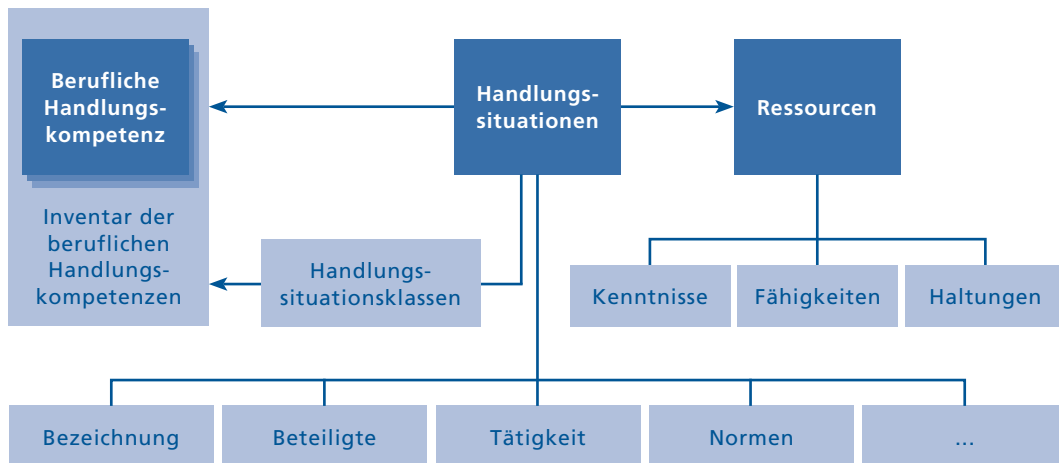 Berufliche
Handlungs-
kompetenz
Handlungs-
situationen
Ressourcen
Inventar der
beruflichen
Handlungs-
kompetenzen
Handlungs-
situationsklassen
Kenntnisse
Fähigkeiten
Haltungen
Bezeichnung
Beteiligte
Tätigkeit
Normen
...